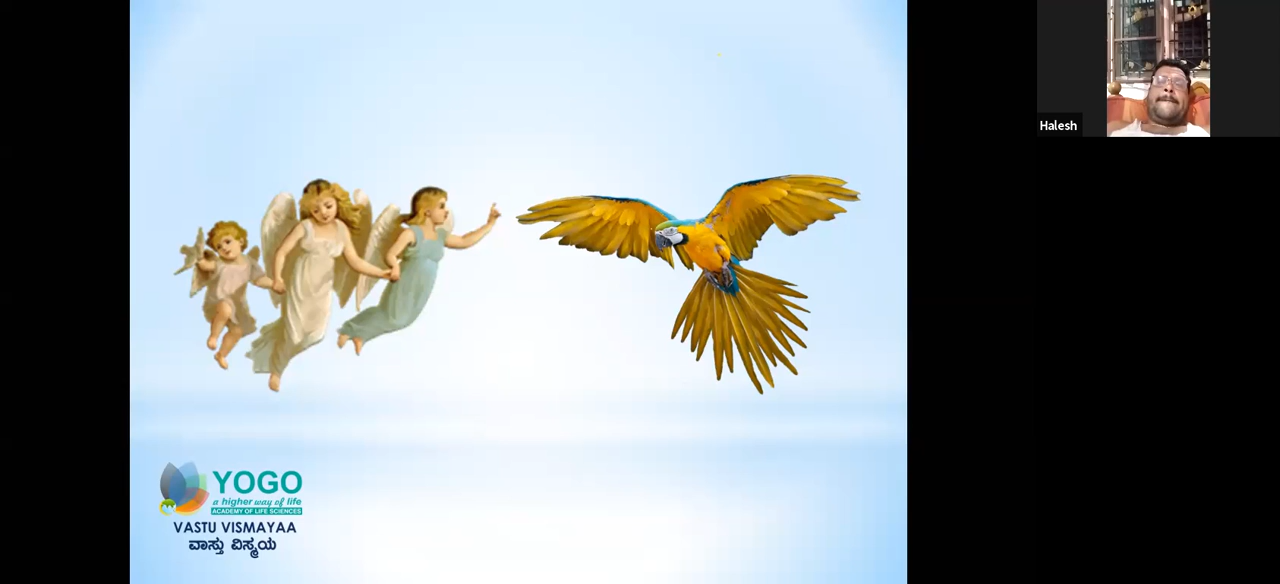 Halesh
YOGO
a higher way of life
ACADEMY OF LIFE SCIENCES
VASTU VISMAYAA
ವಾಸ್ತು ವಿಸ್ಮಯ